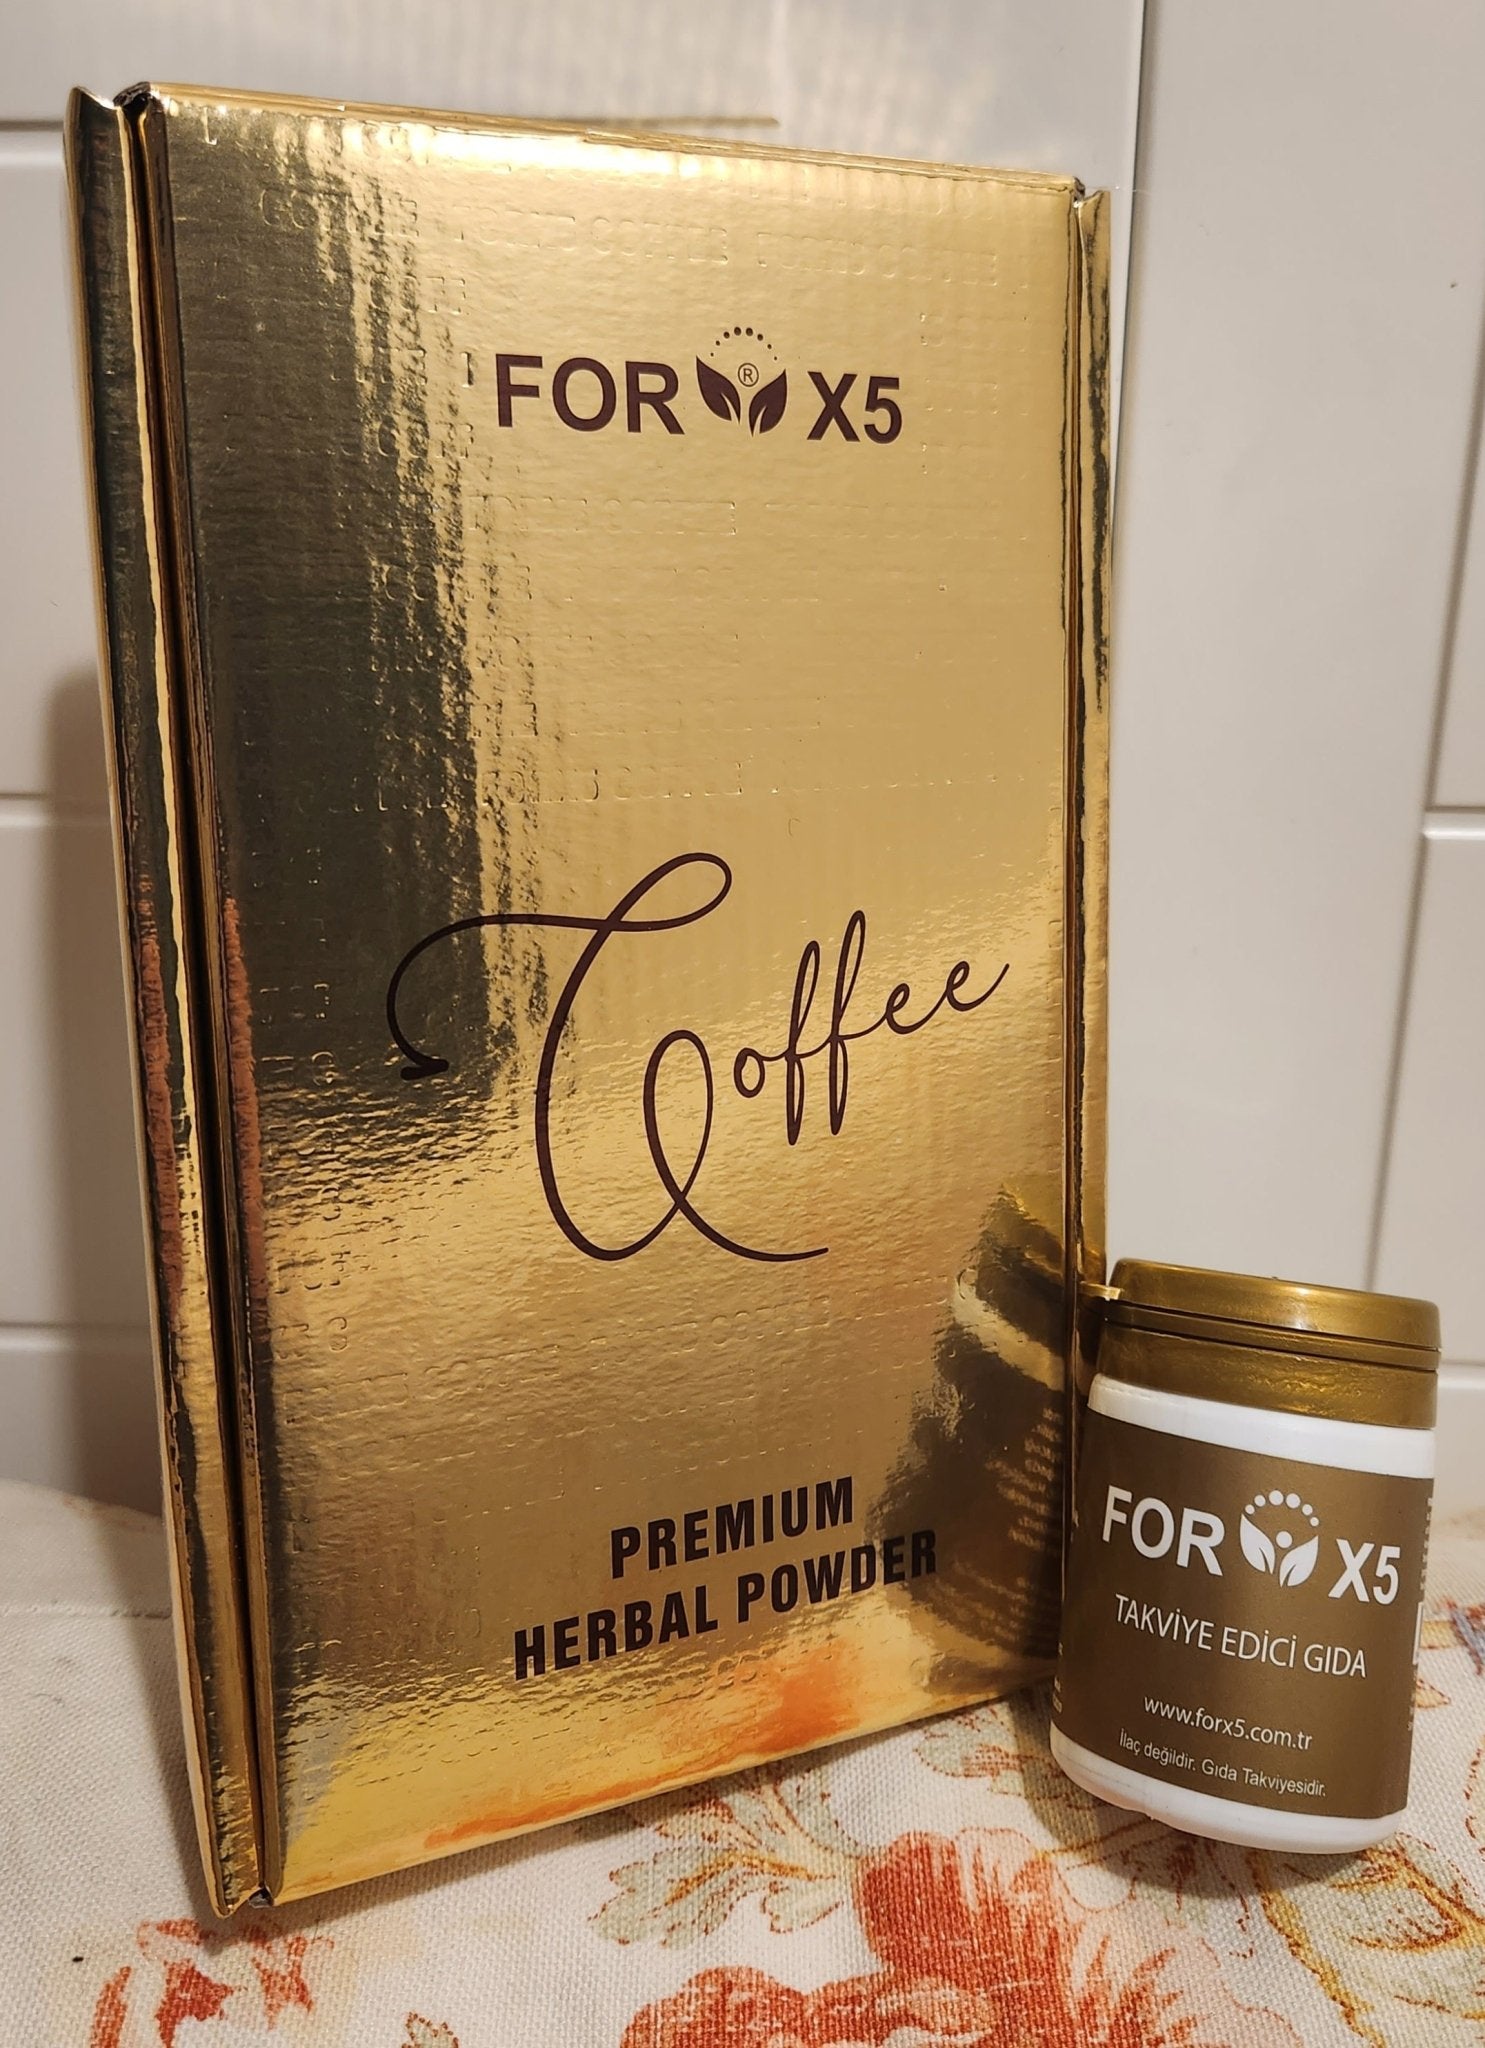 FOR ® X5
Coffee
PREMIUM
HERBAL POWDER
FOR X5
TAKVİYE EDİCİ GIDA
www.forx5.com.tr
İlaç değildir. Gıda Takviyesidir.